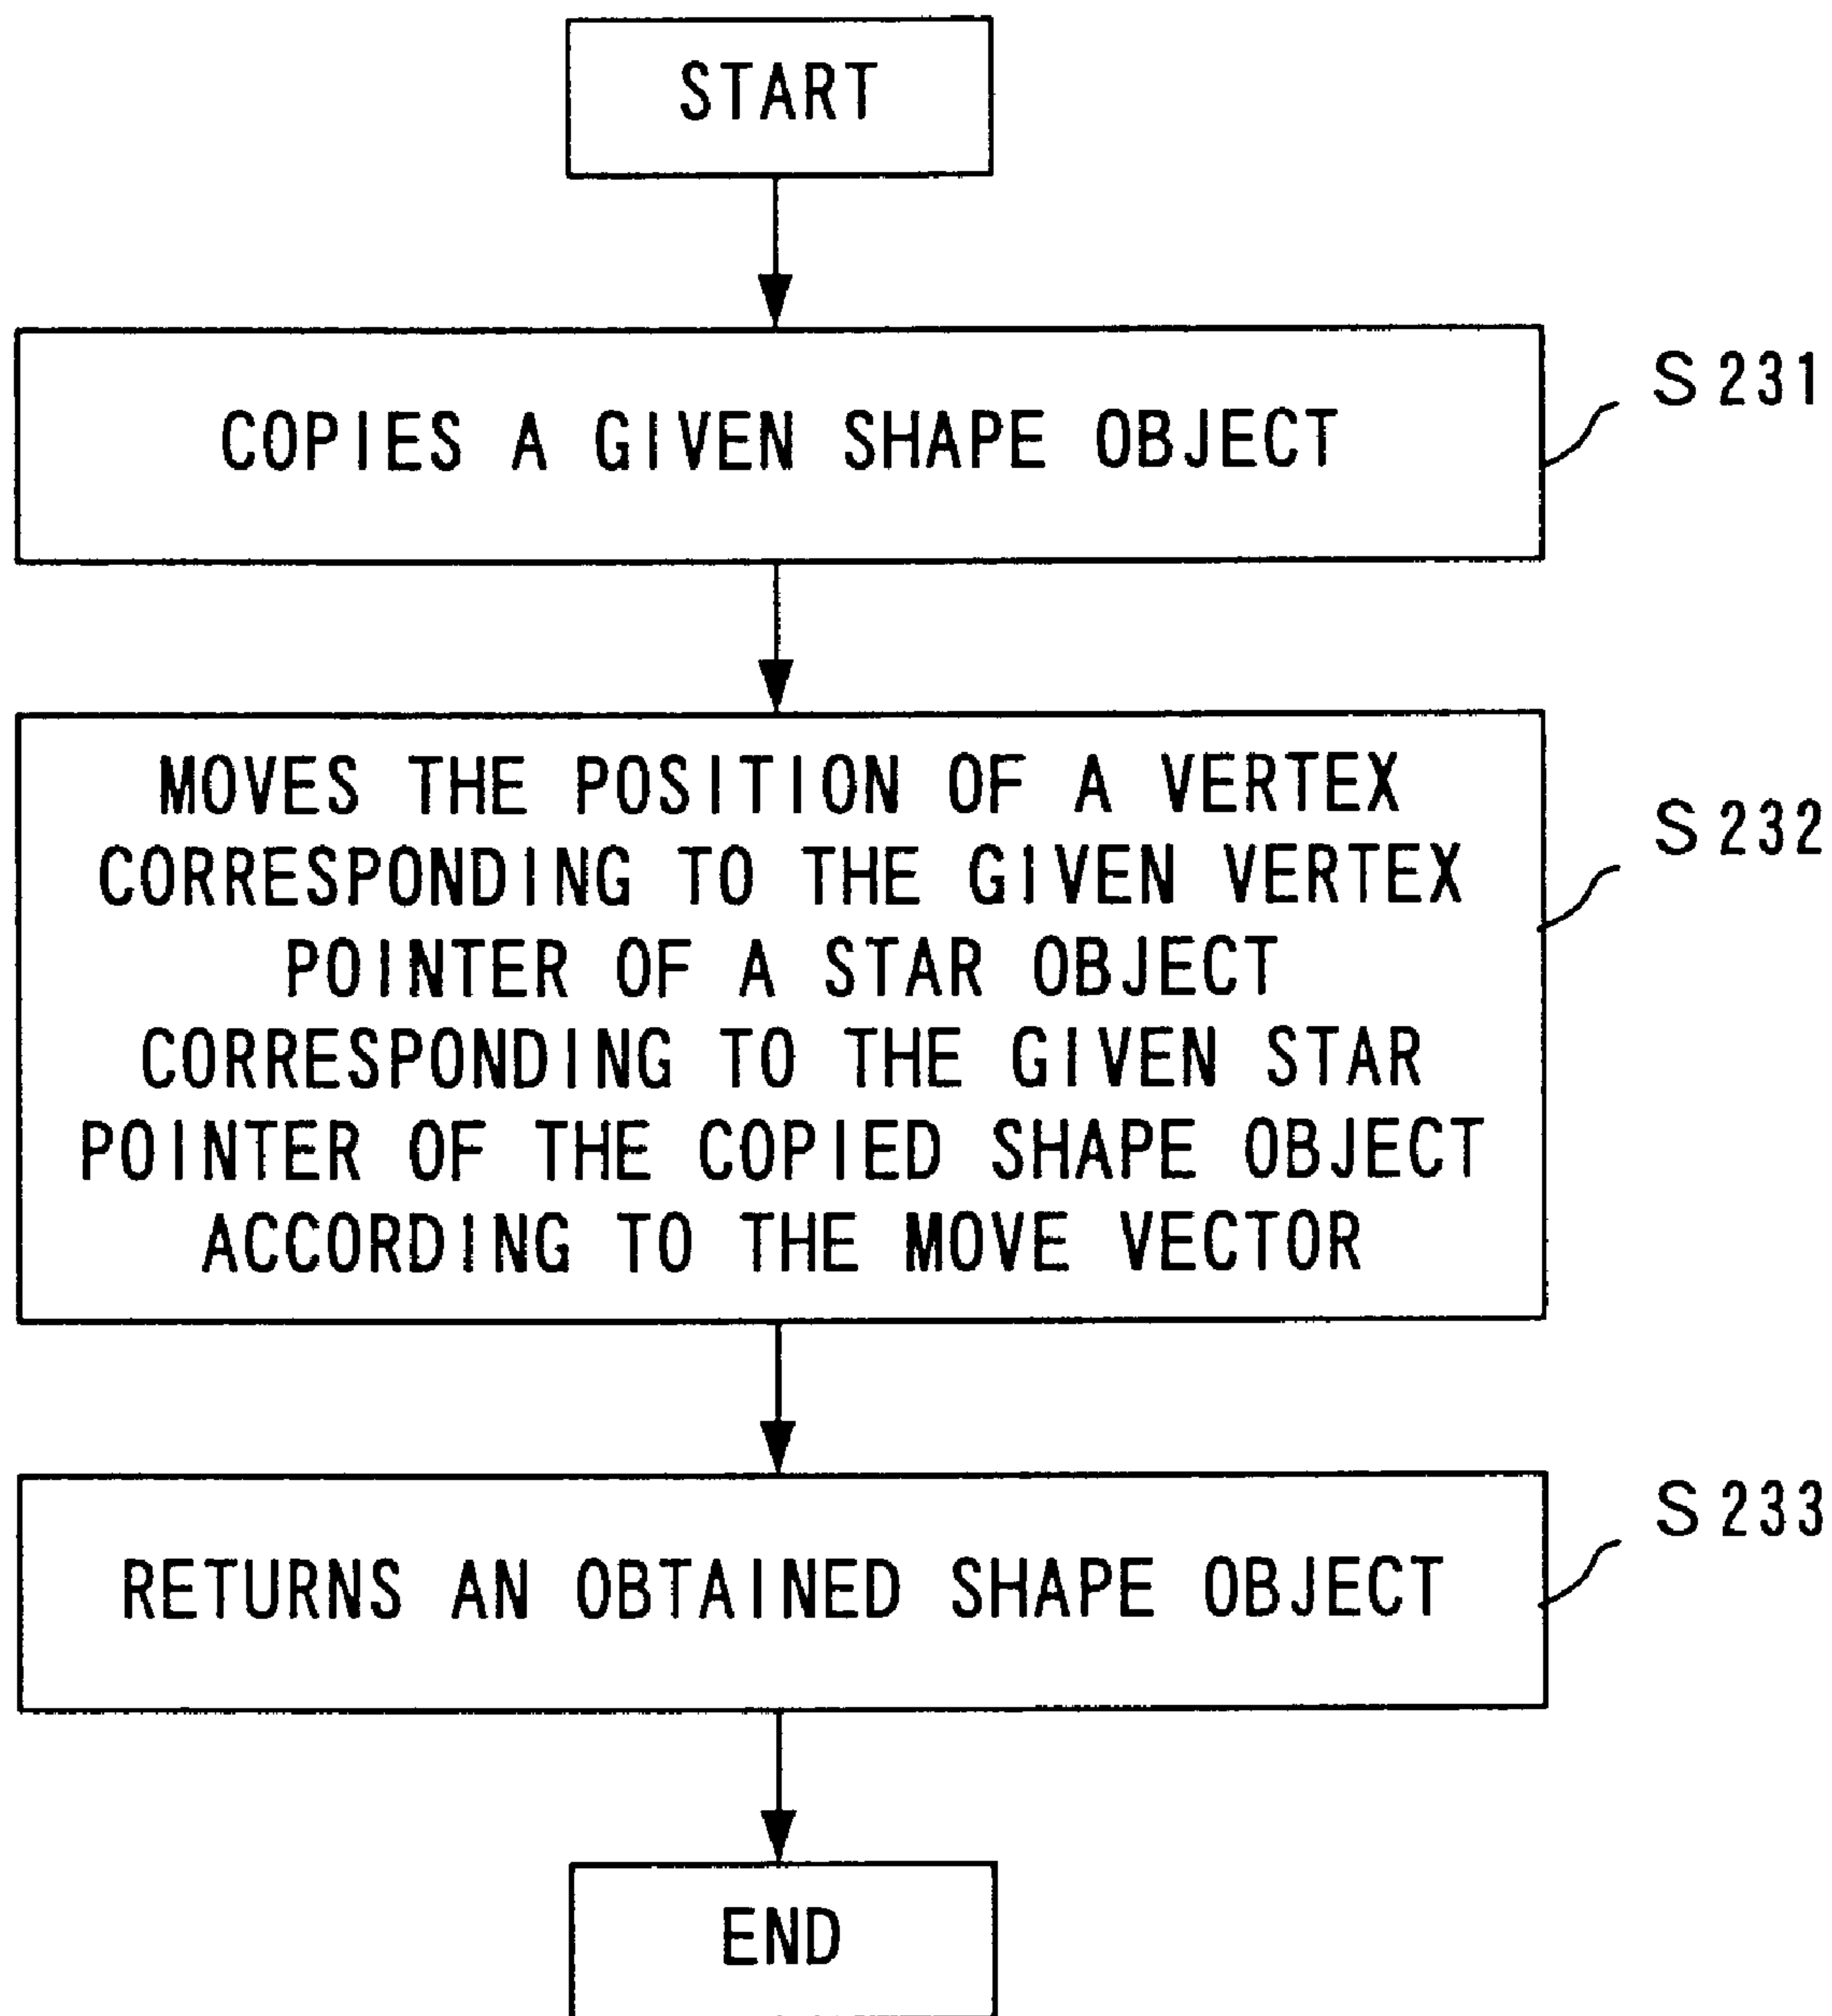 START
COPIES A GIVEN SHAPE OBJECT
S231
MOVES THE POSITION OF A VERTEX
CORRESPONDING TO THE GIVEN VERTEX
POINTER OF A STAR OBJECT
CORRESPONDING TO THE GIVEN STAR
POINTER OF THE COPIED SHAPE OBJECT
ACCORDING TO THE MOVE VECTOR
S232
RETURNS AN OBTAINED SHAPE OBJECT
S233
END